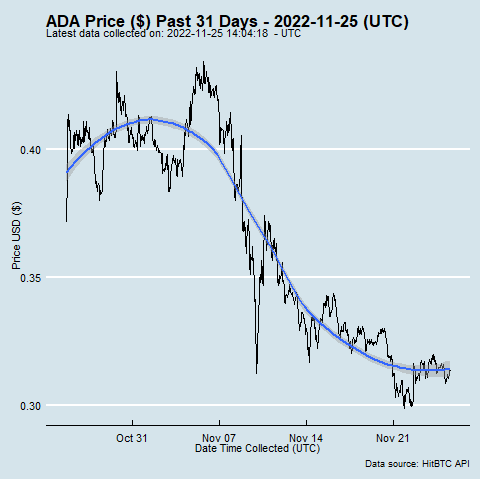 ADA Price ($) Past 31 Days - 2022-11-25 (UTC)
Latest data collected on: 2022-11-25 14:04:18  - UTC
Price USD ($)
0.40
0.35
0.30
Oct 31
Nov 07
Nov 14
Nov 21
Date Time Collected (UTC)
Data source: HitBTC API